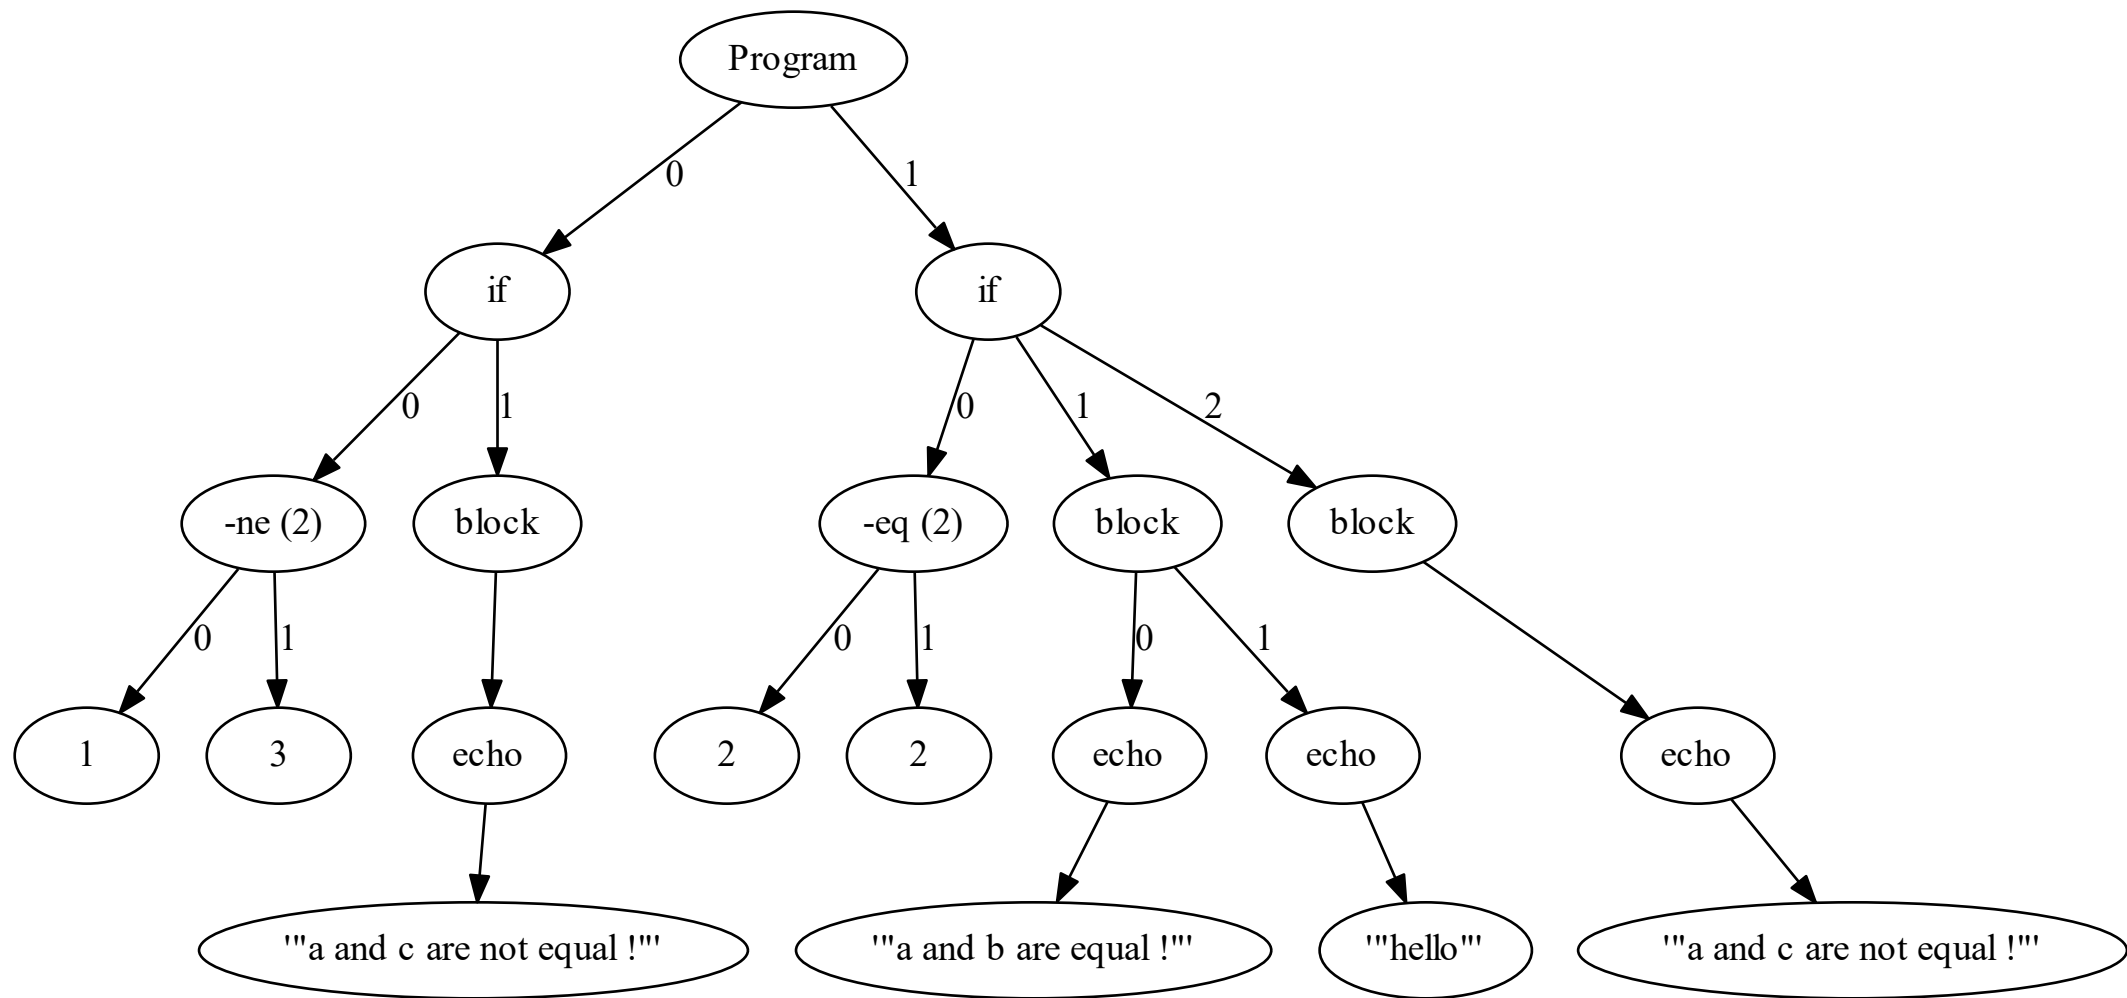 Program
0
1
if
if
0
1
0
1
2
-ne (2)
block
-eq (2)
block
block
0
1
0
1
0
1
1
3
echo
2
2
echo
echo
echo
'"a and c are not equal !"'
'"a and b are equal !"'
'"hello"'
'"a and c are not equal !"'